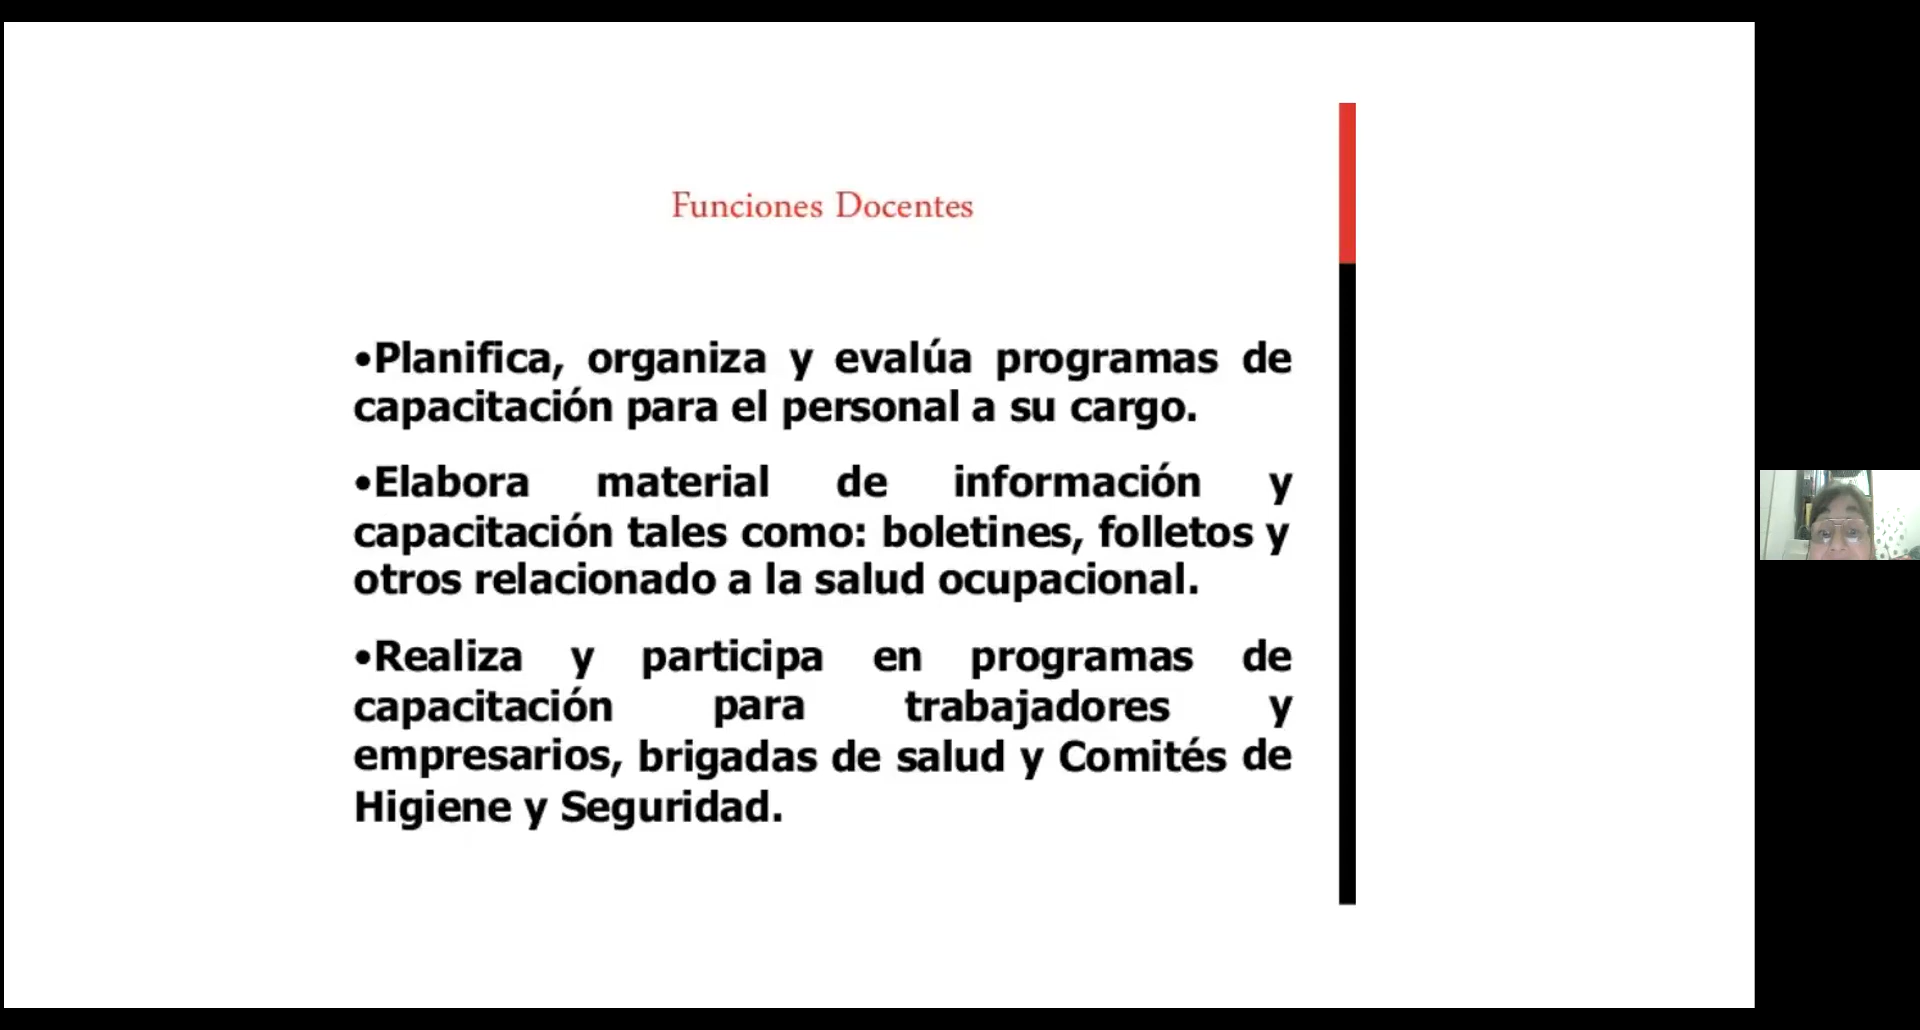 Funciones Docentes
•Planifica, organiza y evalúa programas de
capacitación para el personal a su cargo.
•Elabora material de información y
capacitación tales como: boletines, folletos y
otros relacionado a la salud ocupacional.
•Realiza y participa en programas de
capacitación para trabajadores y
empresarios, brigadas de salud y Comités de
Higiene y Seguridad.